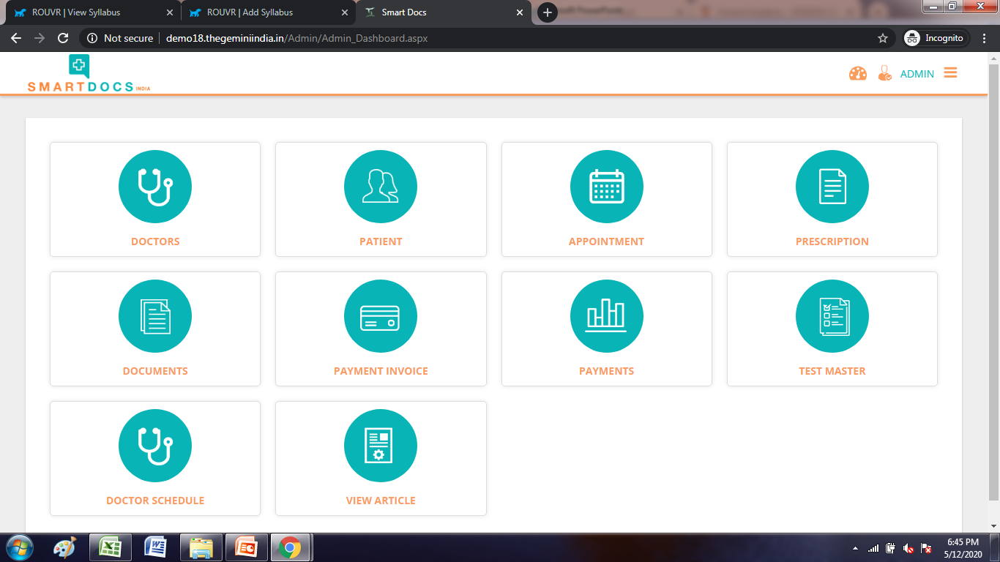 ROUVR | View Syllabus
ROUVR | Add Syllabus
Smart Docs
Not secure
demo18.thegeminiindia.in/Admin/Admin_Dashboard.aspx
Incognito
SMARTDOCS INDIA
ADMIN
DOCTORS
PATIENT
APPOINTMENT
PRESCRIPTION
DOCUMENTS
PAYMENT INVOICE
PAYMENTS
TEST MASTER
DOCTOR SCHEDULE
VIEW ARTICLE
6:45 PM
5/12/2020